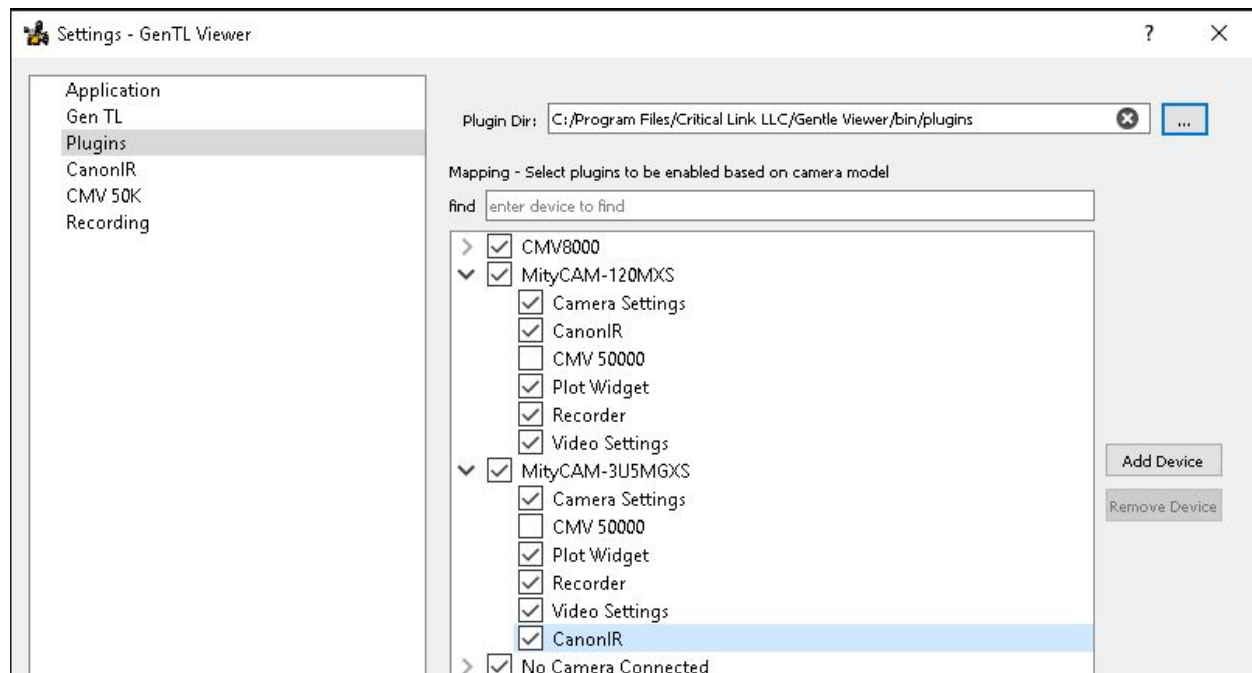 Settings - GenTL Viewer
?
Application
Gen TL
Plugins
CanonIR
CMV 50K
Recording
Plugin Dir: C:/Program Files/Critical Link LLC/Gentle Viewer/bin/plugins
...
Mapping - Select plugins to be enabled based on camera model
find enter device to find
CMV8000
MityCAM-120MXS
Camera Settings
CanonIR
CMV 50000
Plot Widget
Recorder
Video Settings
MityCAM-3U5MGXS
Camera Settings
CMV 50000
Plot Widget
Recorder
Video Settings
CanonIR
No Camera Connected
Add Device
Remove Device